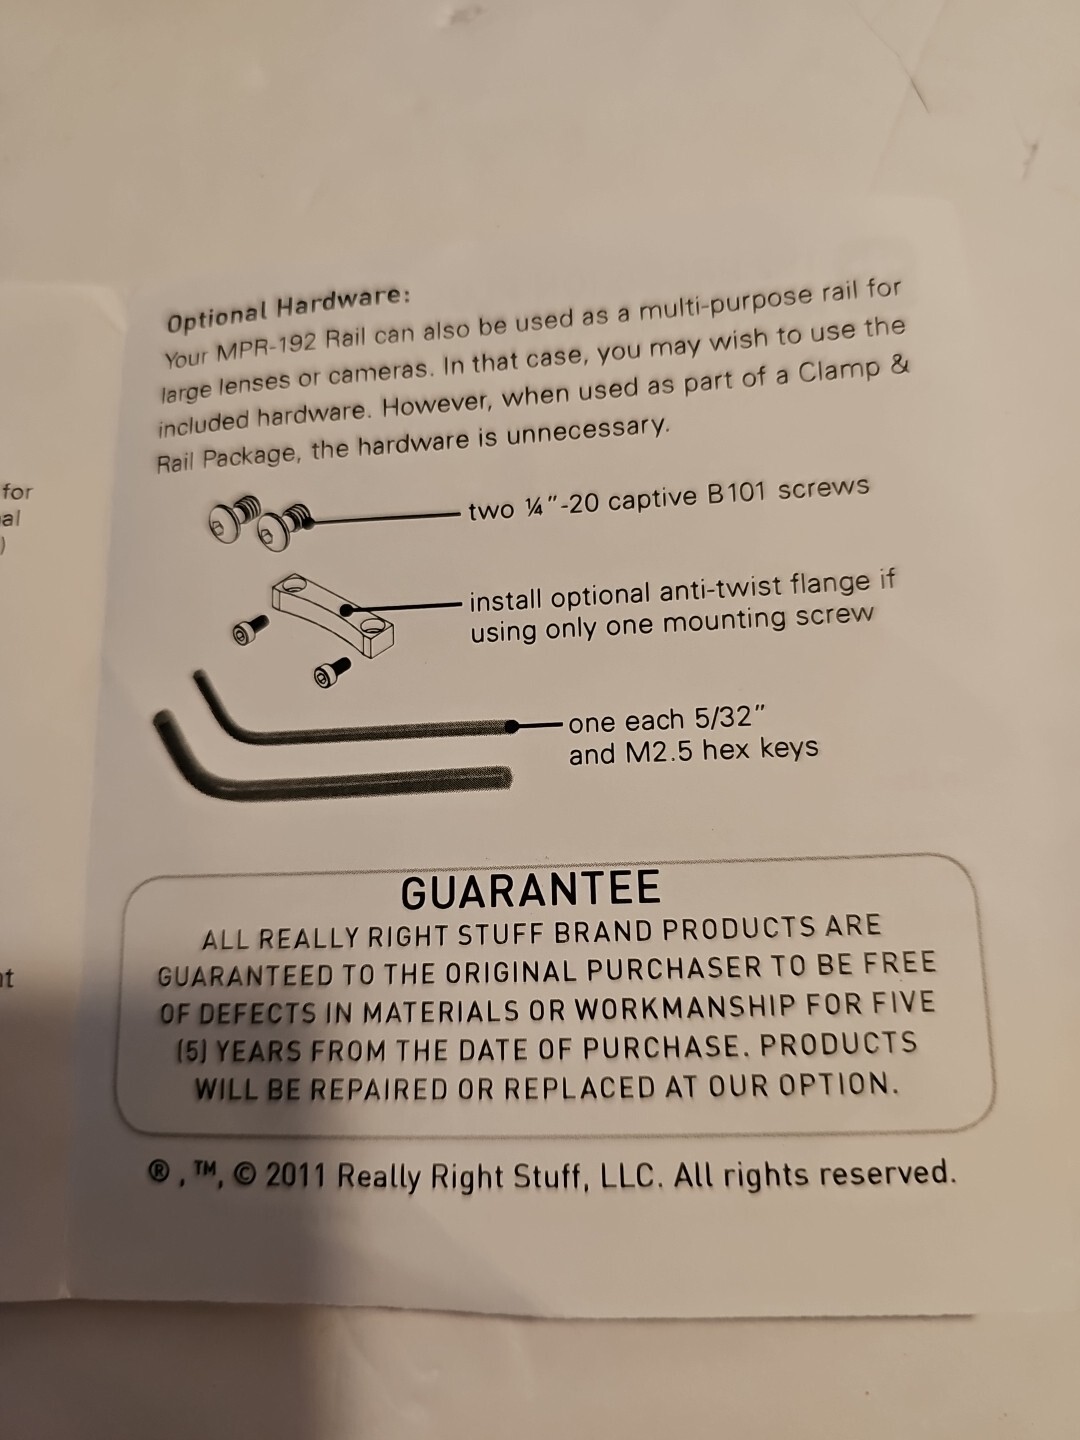 Optional Hardware:
Your MPR-192 Rail can also be used as a multi-purpose rail for
large lenses or cameras. In that case, you may wish to use the
included hardware. However, when used as part of a Clamp &
Rail Package, the hardware is unnecessary.
two ¼"-20 captive B101 screws
install optional anti-twist flange if
using only one mounting screw
one each 5/32"
and M2.5 hex keys
GUARANTEE
ALL REALLY RIGHT STUFF BRAND PRODUCTS ARE
GUARANTEED TO THE ORIGINAL PURCHASER TO BE FREE
OF DEFECTS IN MATERIALS OR WORKMANSHIP FOR FIVE
(5) YEARS FROM THE DATE OF PURCHASE. PRODUCTS
WILL BE REPAIRED OR REPLACED AT OUR OPTION.
®, ™, © 2011 Really Right Stuff, LLC. All rights reserved.
for